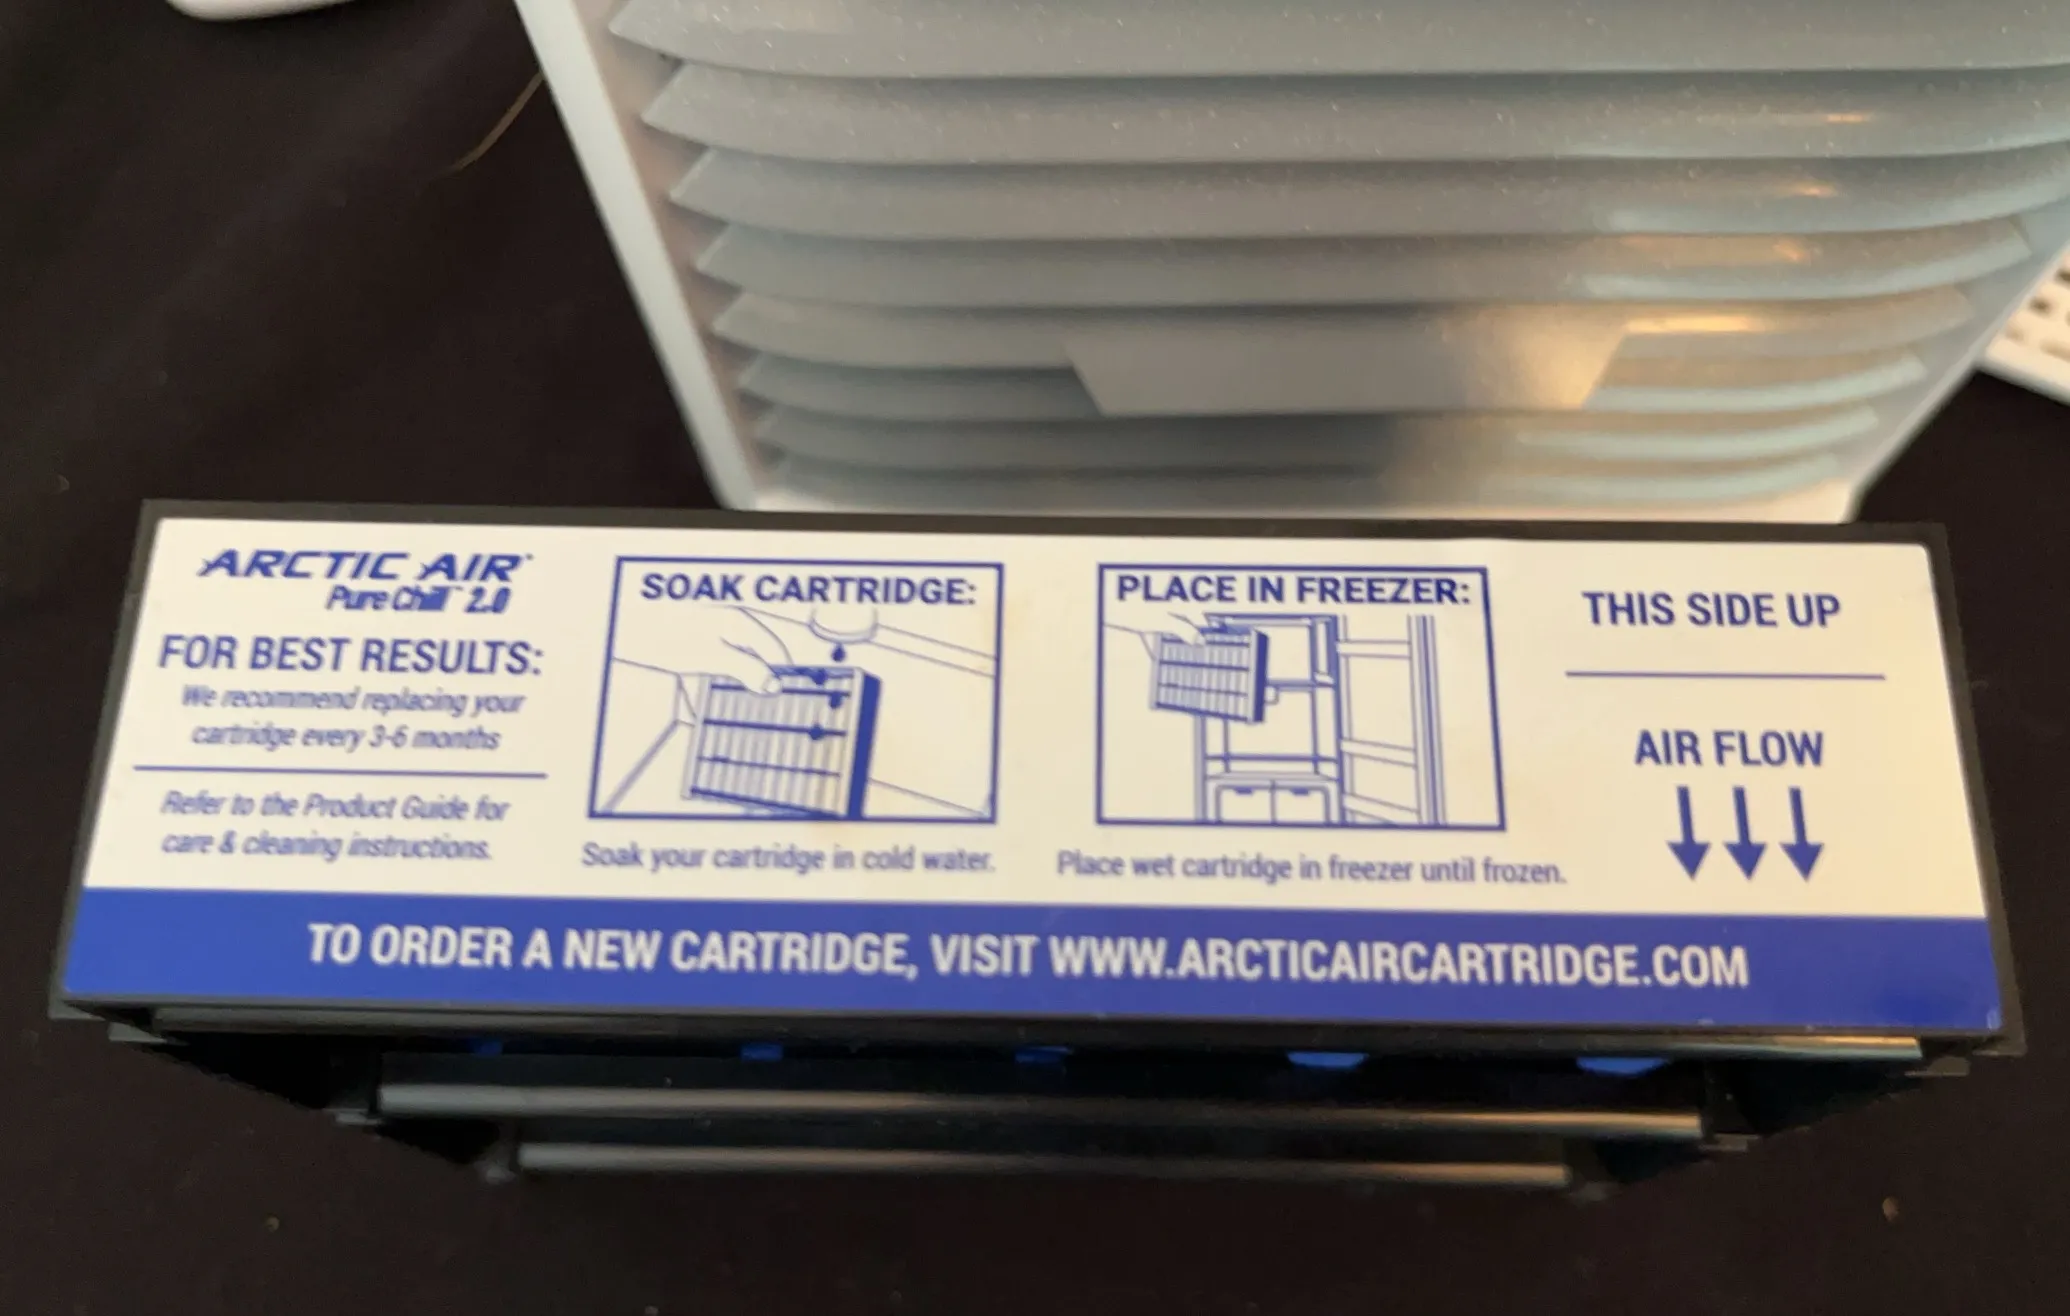 ARCTIC AIR
Pure Chill™ 2.0
FOR BEST RESULTS:
We recommend replacing your
cartridge every 3-6 months
Refer to the Product Guide for
care & cleaning instructions.
SOAK CARTRIDGE:
Soak your cartridge in cold water.
PLACE IN FREEZER:
Place wet cartridge in freezer until frozen.
THIS SIDE UP
AIR FLOW
TO ORDER A NEW CARTRIDGE, VISIT WWW.ARCTICAIRCARTRIDGE.COM